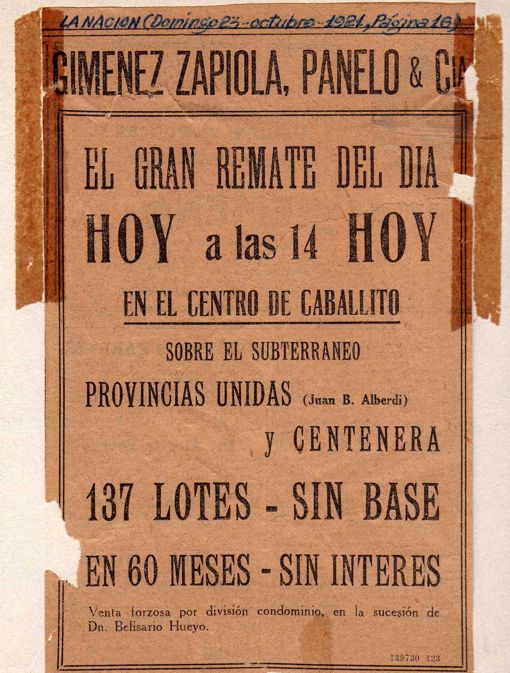 LA NACION (Domingo 23-octubre-1921, Página 16)
GIMENEZ ZAPIOLA, PANELO & CIA
EL GRAN REMATE DEL DIA
HOY a las 14 HOY
EN EL CENTRO DE CABALLITO
SOBRE EL SUBTERRANEO
PROVINCIAS UNIDAS (Juan B. Alberdi)
y CENTENERA
137 LOTES - SIN BASE
EN 60 MESES - SIN INTERES
Venta forzosa por división condominio, en la sucesión de
Dn. Belisario Hueyo.
139730 123